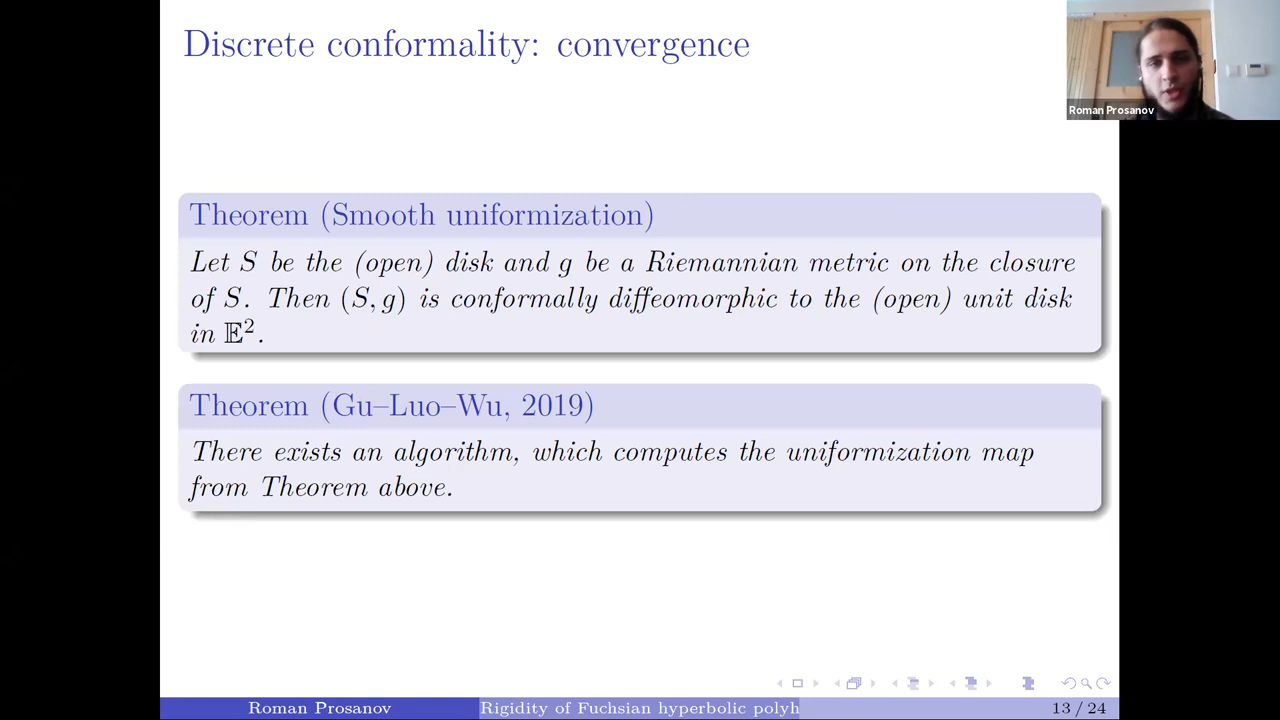 Discrete conformality: convergence
Roman Prosanov
Theorem (Smooth uniformization)
Let S be the (open) disk and g be a Riemannian metric on the closure
of S. Then (S, g) is conformally diffeomorphic to the (open) unit disk
in 𝔼².
Theorem (Gu–Luo–Wu, 2019)
There exists an algorithm, which computes the uniformization map
from Theorem above.
Roman Prosanov
Rigidity of Fuchsian hyperbolic polyh
13 / 24